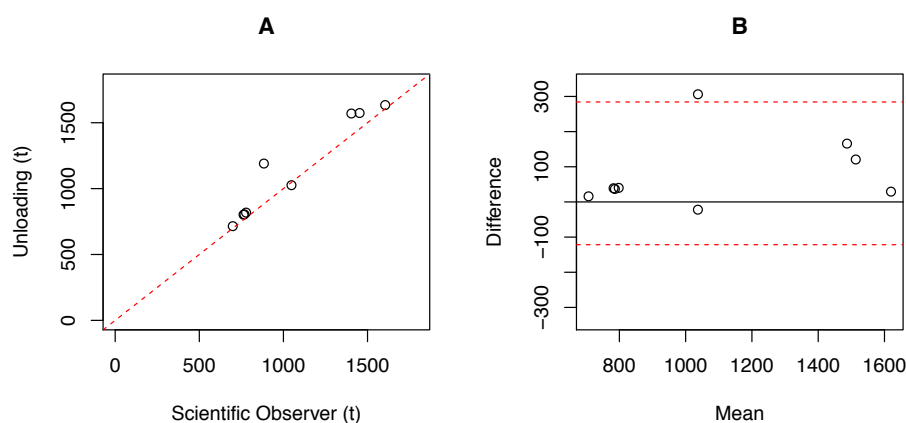 A
B
Unloading (t)
0 500 1000 1500
0 500 1000 1500
Scientific Observer (t)
Difference
−300 −100 100 300
800 1000 1200 1400 1600
Mean